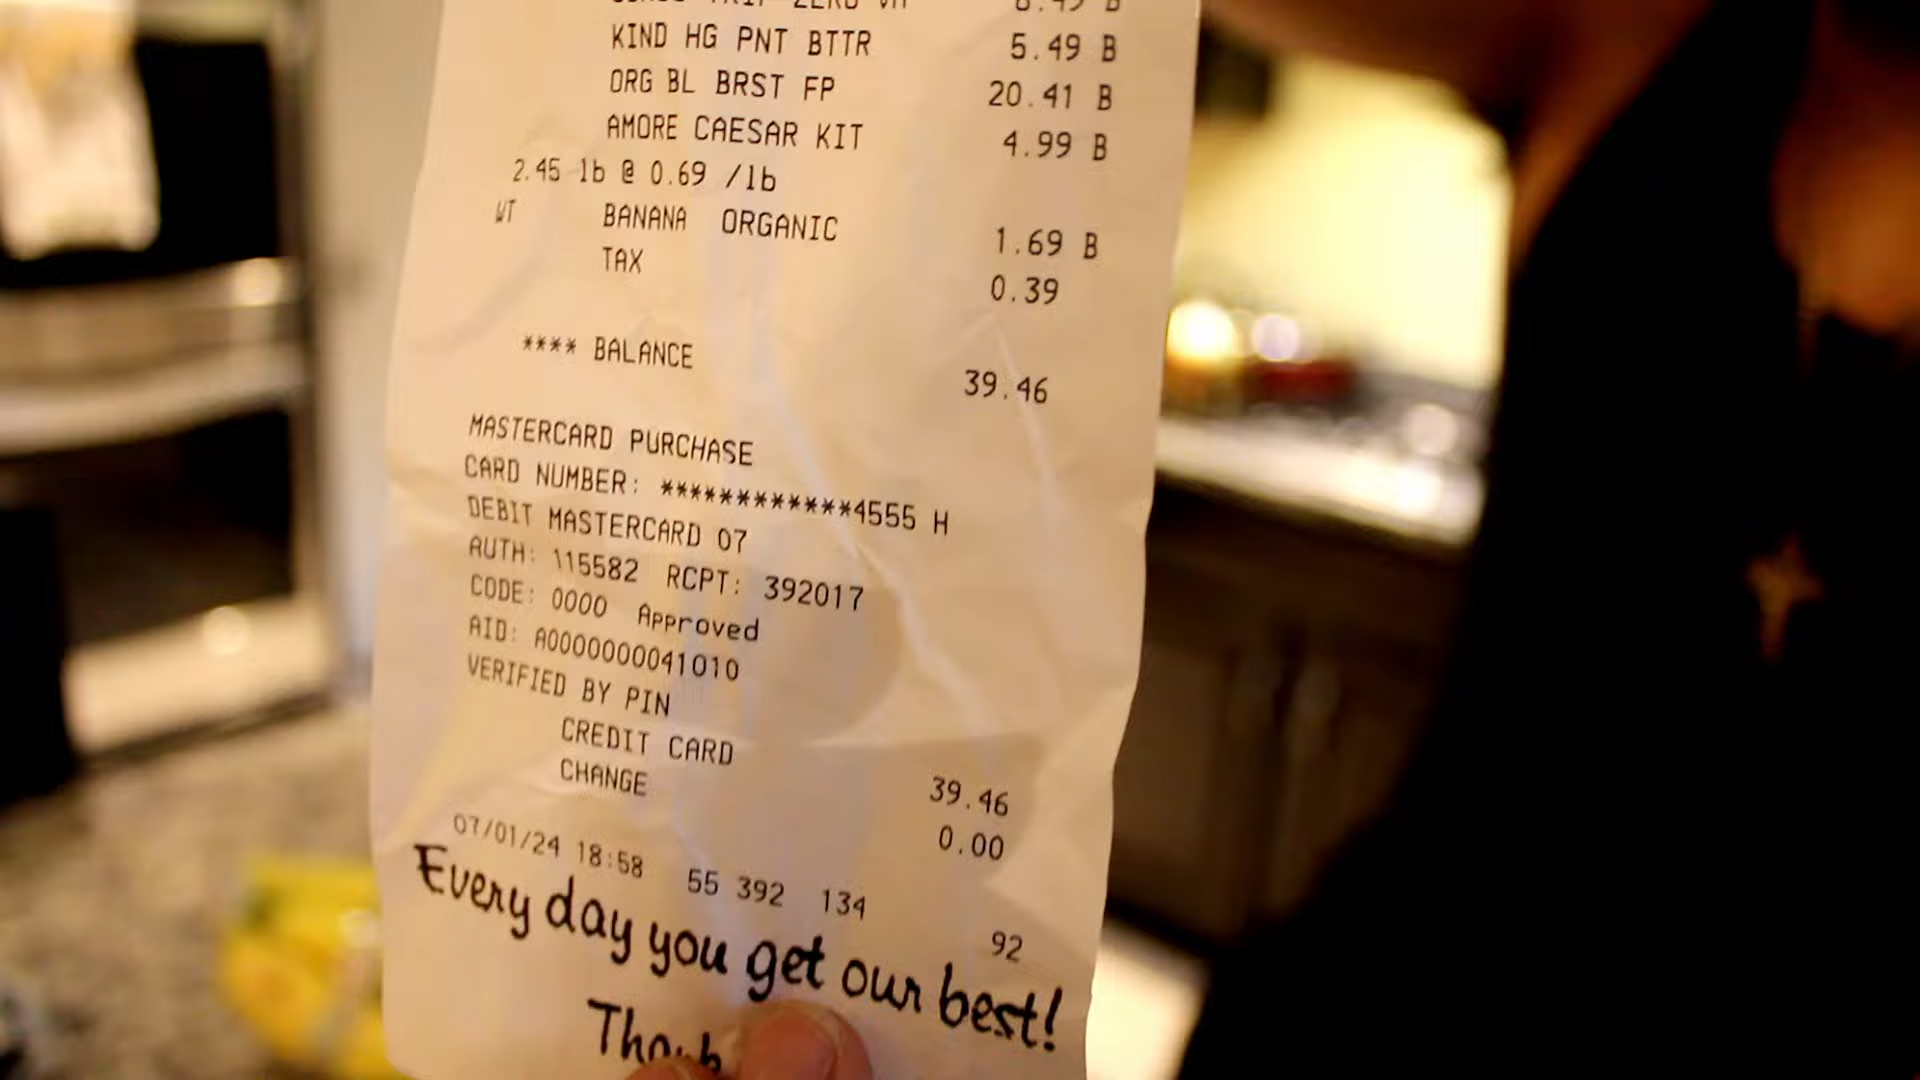 ZERO
KIND HG PNT BTTR 5.49 B
ORG BL BRST FP 20.41 B
AMORE CAESAR KIT 4.99 B
2.45 lb @ 0.69 /lb
WT BANANA ORGANIC 1.69 B
TAX 0.39
**** BALANCE 39.46
MASTERCARD PURCHASE
CARD NUMBER: ************4555 H
DEBIT MASTERCARD 07
AUTH: 115582 RCPT: 392017
CODE: 0000 Approved
AID: A0000000041010
VERIFIED BY PIN
CREDIT CARD 39.46
CHANGE 0.00
07/01/24 18:58 55 392 134 92
Every day you get our best!